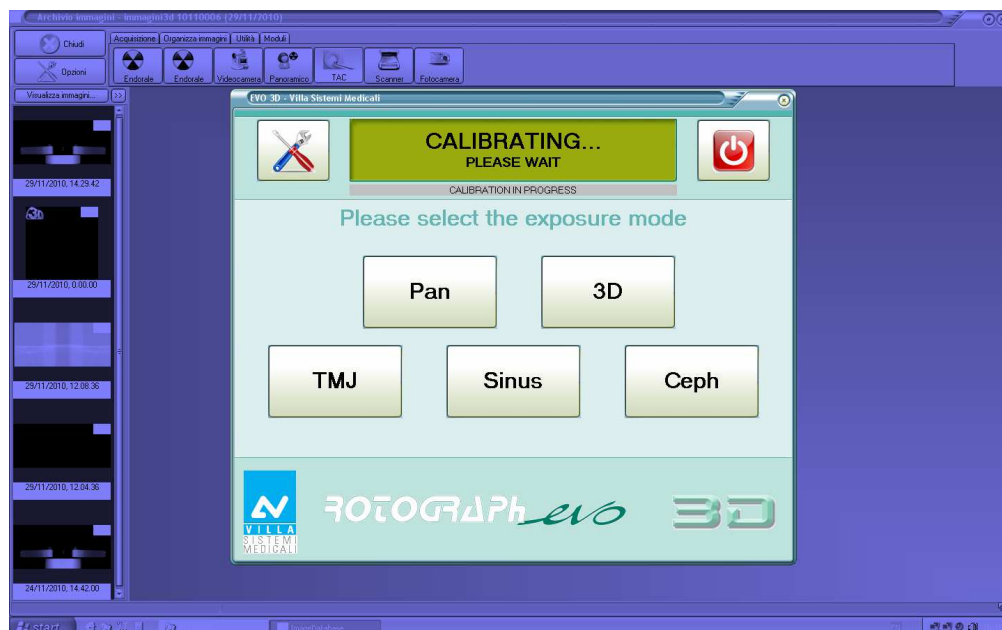 Archivio immagini - immagini3d 10110006 (29/11/2010)
Chiudi
Opzioni
Acquisizione
Organizza immagini
Utilità
Moduli
Endorale
Endorale
Videocamera
Panoramico
TAC
Scanner
Fotocamera
Visualizza immagini...
>>
29/11/2010, 14.29.42
3D
29/11/2010, 0.00.00
29/11/2010, 12.08.36
29/11/2010, 12.04.36
24/11/2010, 14.42.00
EVO 3D - Villa Sistemi Medicali
CALIBRATING...
PLEASE WAIT
CALIBRATION IN PROGRESS
Please select the exposure mode
Pan
3D
TMJ
Sinus
Ceph
VILLA
SISTEMI
MEDICALI
ROTOGRAPH evo 3D
start